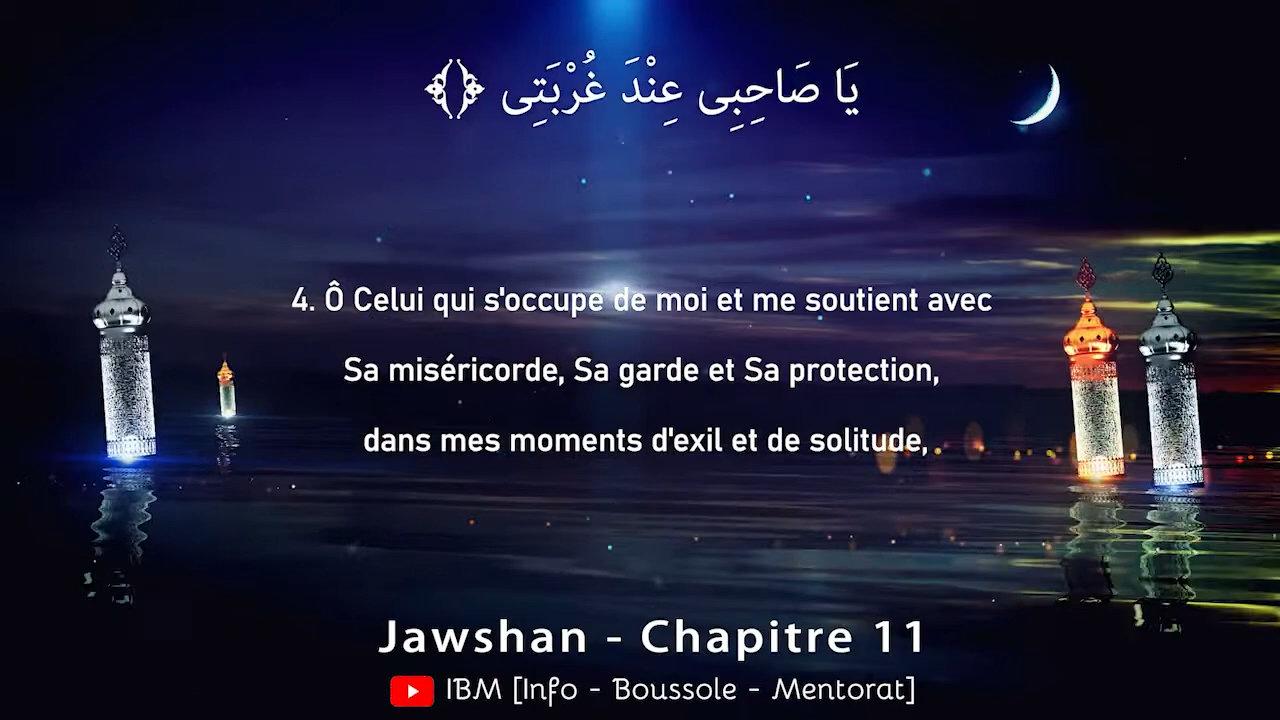 يَا صَاحِبِى عِنْدَ غُرْبَتِى
4. Ô Celui qui s'occupe de moi et me soutient avec
Sa miséricorde, Sa garde et Sa protection,
dans mes moments d'exil et de solitude,
Jawshan - Chapitre 11
IBM [Info - Boussole - Mentorat]